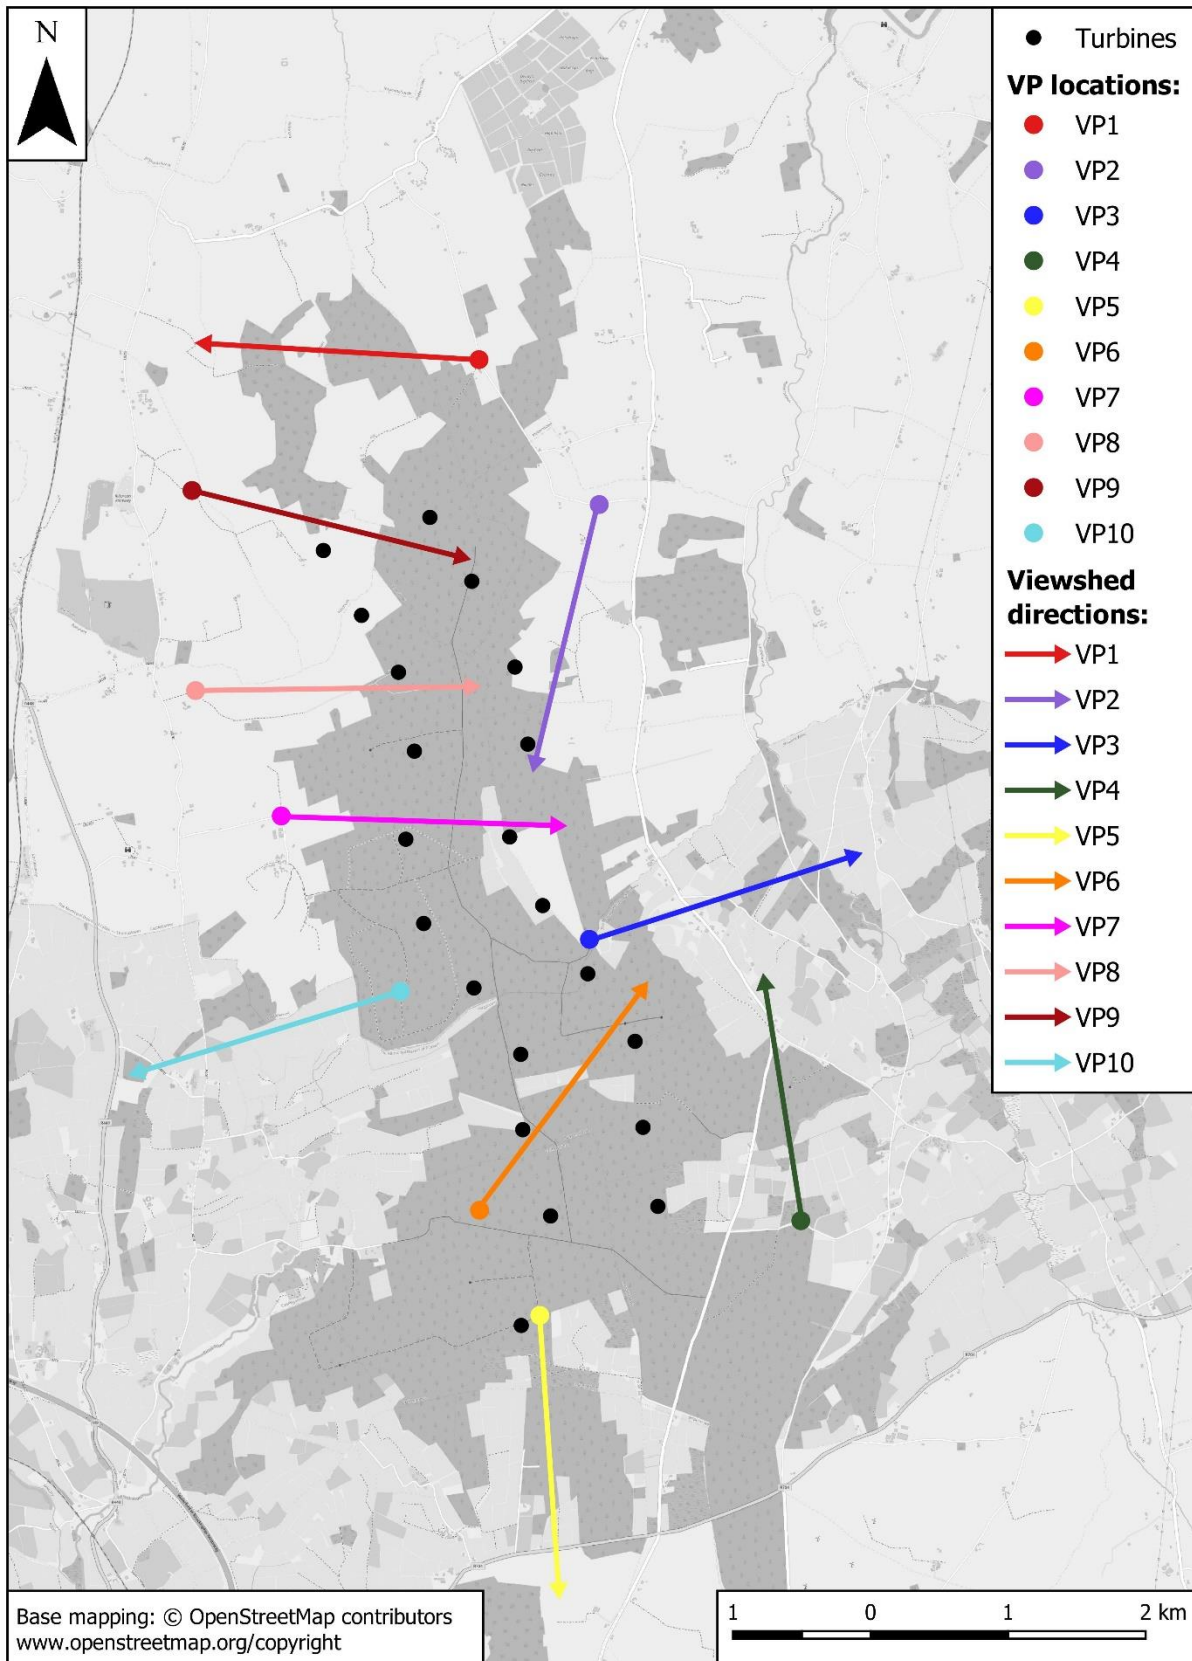 N
Turbines
VP locations:
VP1
VP2
VP3
VP4
VP5
VP6
VP7
VP8
VP9
VP10
Viewshed
directions:
VP1
VP2
VP3
VP4
VP5
VP6
VP7
VP8
VP9
VP10
Base mapping: © OpenStreetMap contributors
www.openstreetmap.org/copyright
1 0 1 2 km